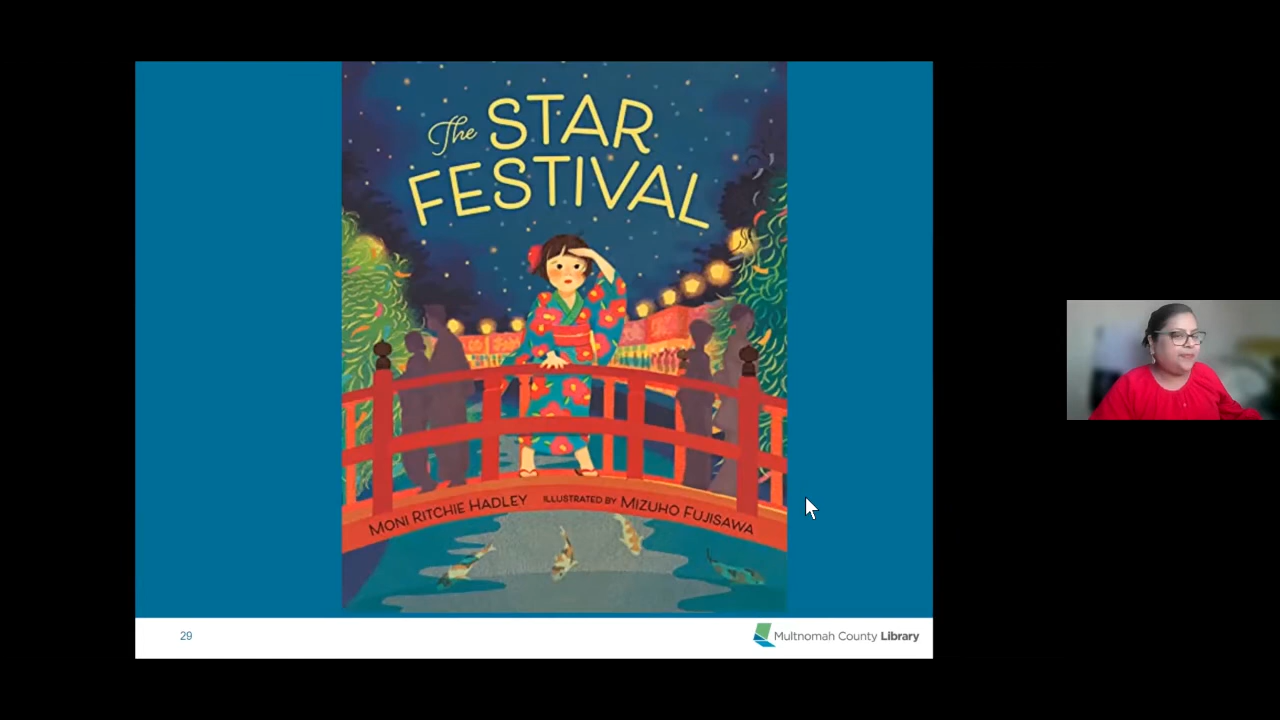 The STAR
FESTIVAL
MONI RITCHIE HADLEY ILLUSTRATED BY MIZUHO FUJISAWA
29
Multnomah County Library